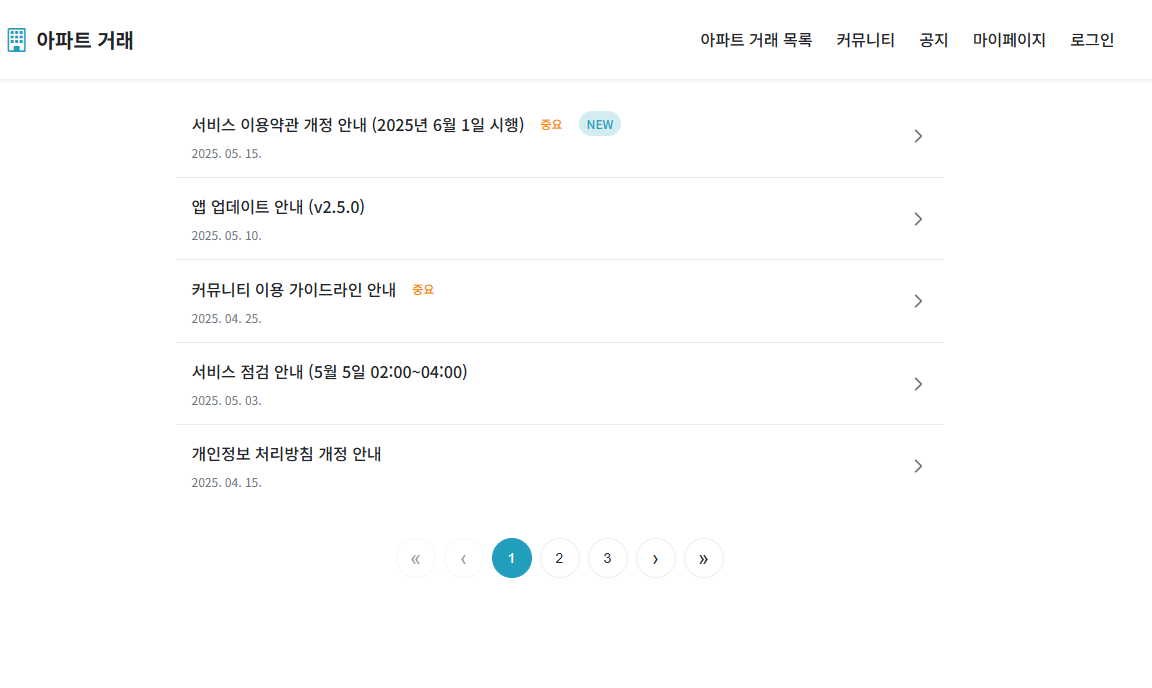 아파트 거래
아파트 거래 목록 커뮤니티 공지 마이페이지 로그인
서비스 이용약관 개정 안내 (2025년 6월 1일 시행) 중요 NEW
2025. 05. 15.
앱 업데이트 안내 (v2.5.0)
2025. 05. 10.
커뮤니티 이용 가이드라인 안내 중요
2025. 04. 25.
서비스 점검 안내 (5월 5일 02:00~04:00)
2025. 05. 03.
개인정보 처리방침 개정 안내
2025. 04. 15.
« ‹ 1 2 3 › »